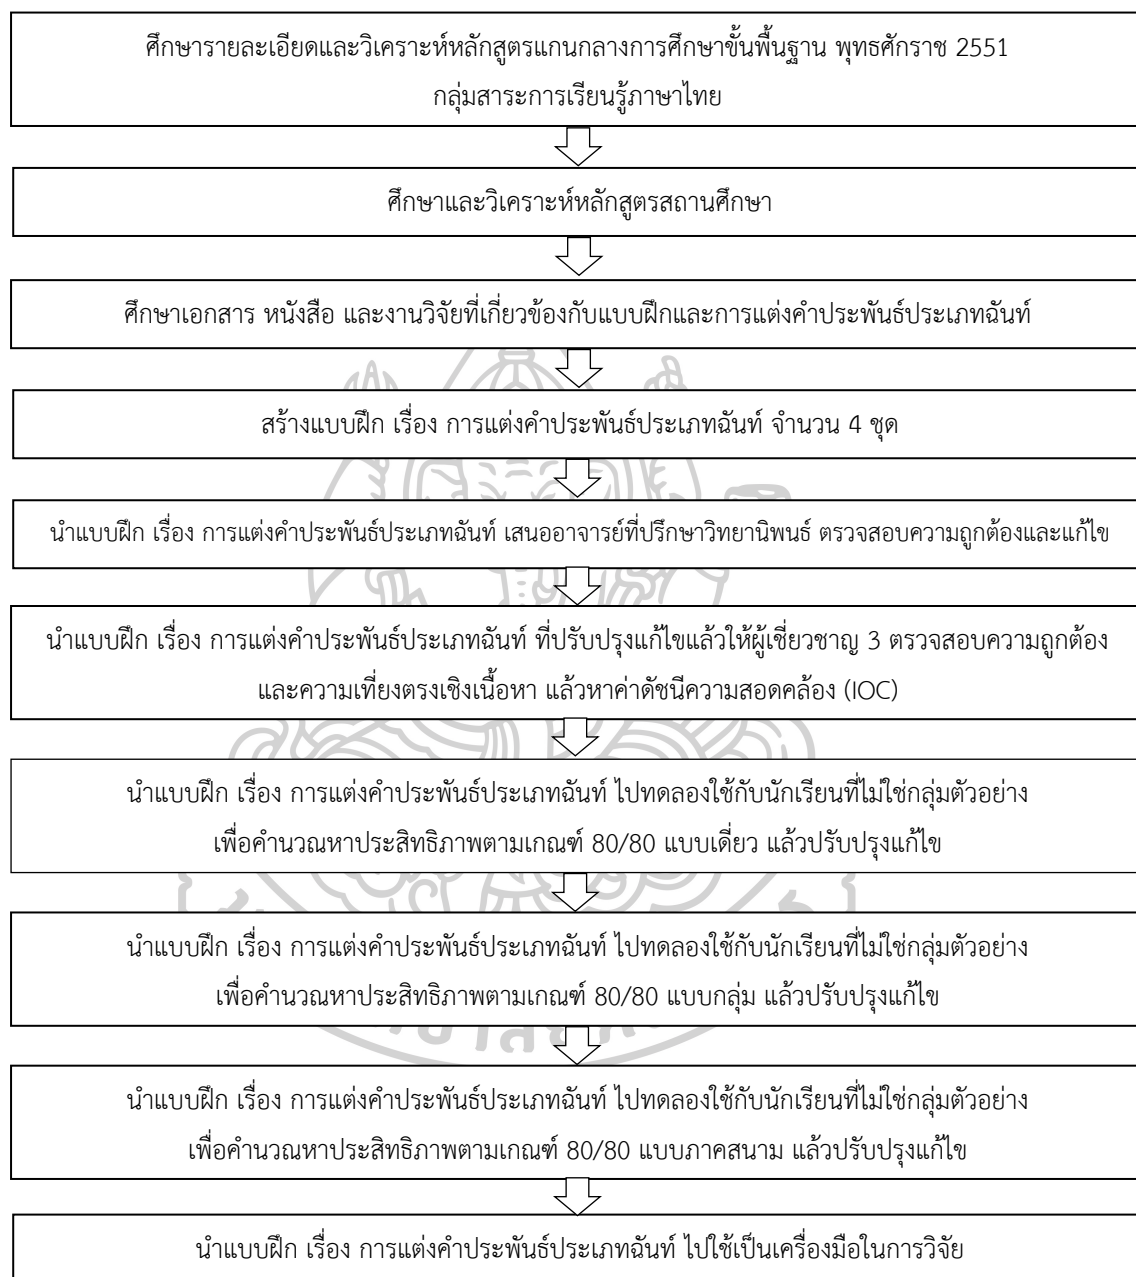 ศึกษารายละเอียดและวิเคราะห์หลักสูตรแกนกลางการศึกษาขั้นพื้นฐาน พุทธศักราช 2551
กลุ่มสาระการเรียนรู้ภาษาไทย
ศึกษาและวิเคราะห์หลักสูตรสถานศึกษา
ศึกษาเอกสาร หนังสือ และงานวิจัยที่เกี่ยวข้องกับแบบฝึกและการแต่งคำประพันธ์ประเภทฉันท์
สร้างแบบฝึก เรื่อง การแต่งคำประพันธ์ประเภทฉันท์ จำนวน 4 ชุด
นำแบบฝึก เรื่อง การแต่งคำประพันธ์ประเภทฉันท์ เสนออาจารย์ที่ปรึกษาวิทยานิพนธ์ ตรวจสอบความถูกต้องและแก้ไข
นำแบบฝึก เรื่อง การแต่งคำประพันธ์ประเภทฉันท์ ที่ปรับปรุงแก้ไขแล้วให้ผู้เชี่ยวชาญ 3 ตรวจสอบความถูกต้อง
และความเที่ยงตรงเชิงเนื้อหา แล้วหาค่าดัชนีความสอดคล้อง (IOC)
นำแบบฝึก เรื่อง การแต่งคำประพันธ์ประเภทฉันท์ ไปทดลองใช้กับนักเรียนที่ไม่ใช่กลุ่มตัวอย่าง
เพื่อคำนวณหาประสิทธิภาพตามเกณฑ์ 80/80 แบบเดี่ยว แล้วปรับปรุงแก้ไข
นำแบบฝึก เรื่อง การแต่งคำประพันธ์ประเภทฉันท์ ไปทดลองใช้กับนักเรียนที่ไม่ใช่กลุ่มตัวอย่าง
เพื่อคำนวณหาประสิทธิภาพตามเกณฑ์ 80/80 แบบกลุ่ม แล้วปรับปรุงแก้ไข
นำแบบฝึก เรื่อง การแต่งคำประพันธ์ประเภทฉันท์ ไปทดลองใช้กับนักเรียนที่ไม่ใช่กลุ่มตัวอย่าง
เพื่อคำนวณหาประสิทธิภาพตามเกณฑ์ 80/80 แบบภาคสนาม แล้วปรับปรุงแก้ไข
นำแบบฝึก เรื่อง การแต่งคำประพันธ์ประเภทฉันท์ ไปใช้เป็นเครื่องมือในการวิจัย